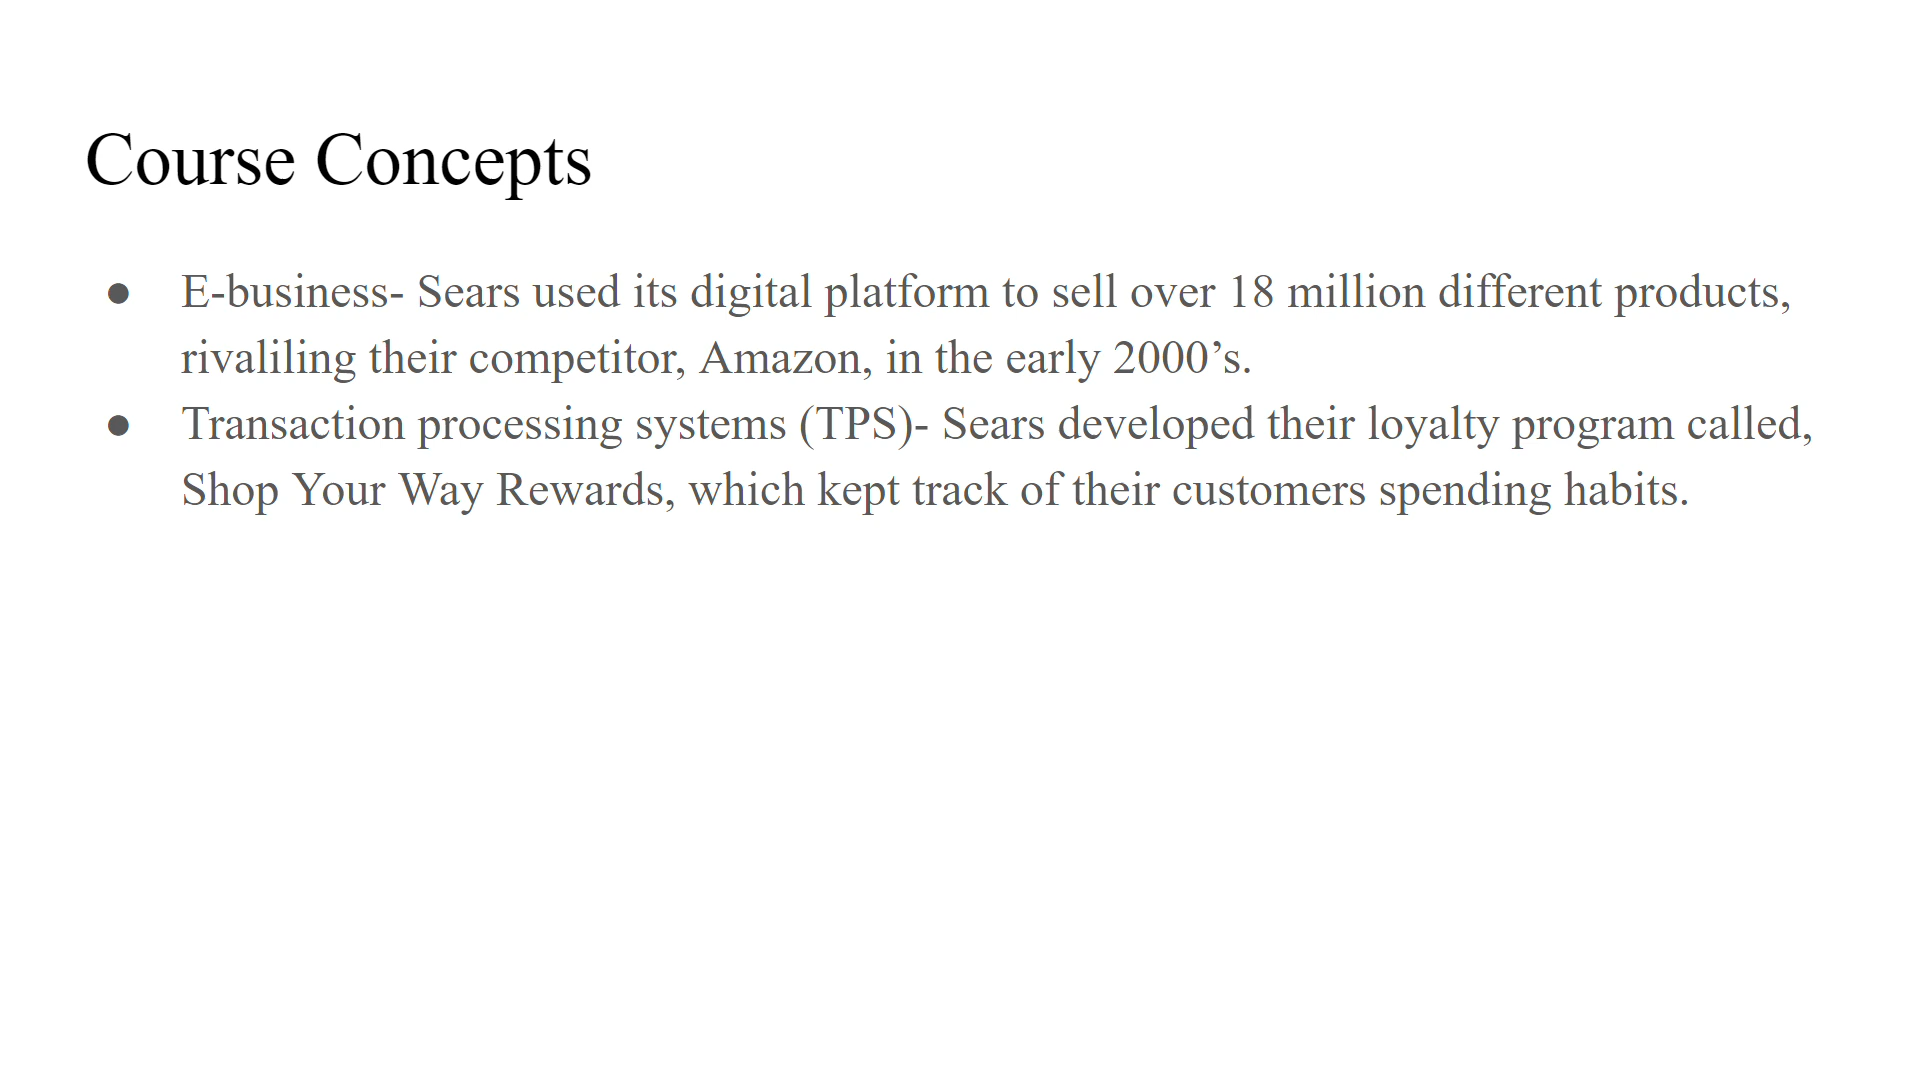 Course Concepts
● E-business- Sears used its digital platform to sell over 18 million different products,
rivaliling their competitor, Amazon, in the early 2000’s.
● Transaction processing systems (TPS)- Sears developed their loyalty program called,
Shop Your Way Rewards, which kept track of their customers spending habits.